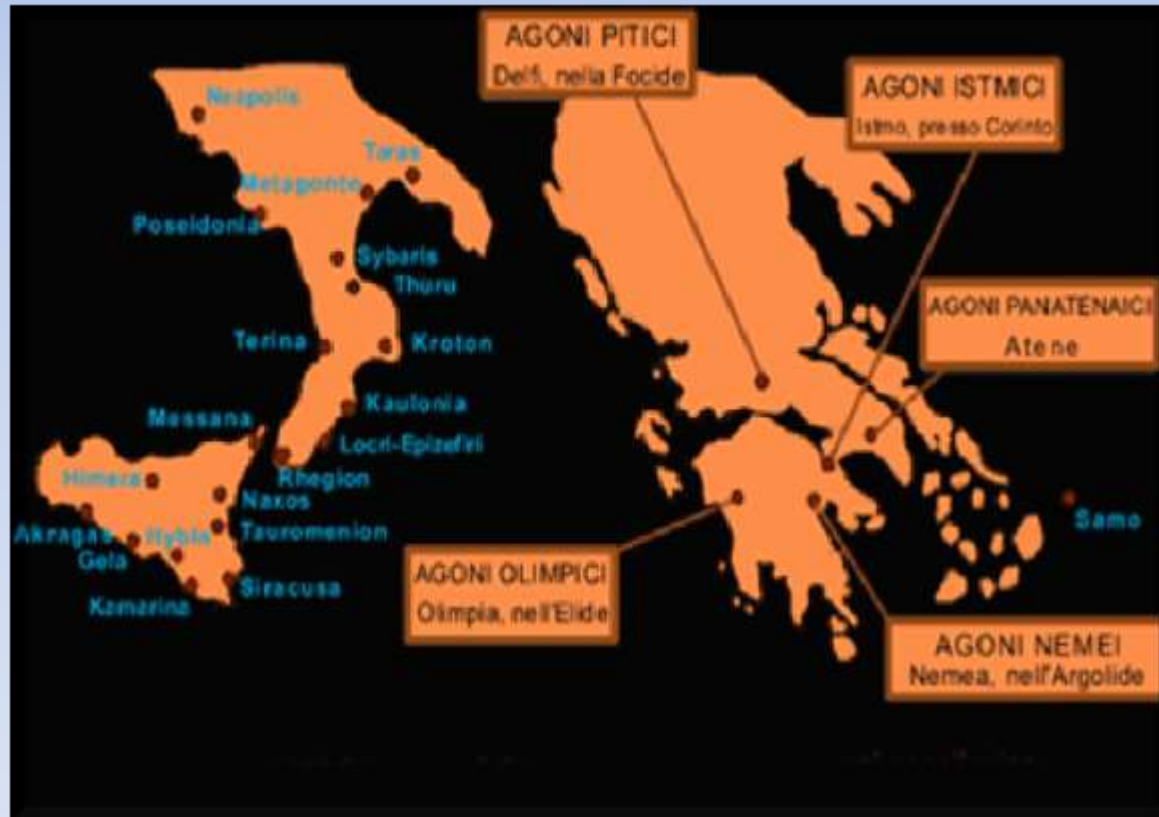 AGONI PITICI
Delfi, nella Focide
AGONI ISTMICI
Istmo, presso Corinto
Neapolis
Taras
Metaponto
Poseidonia
Sybaris
Thuro
AGONI PANATENAICI
Atene
Terina
Kroton
Kaulonia
Messana
Locri-Epizefiri
Rhegion
Himera
Naxos
Akragas
Hybla
Tauromenion
Gela
Siracusa
Kamarina
Samo
AGONI OLIMPICI
Olimpia, nell'Elide
AGONI NEMEI
Nemea, nell'Argolide